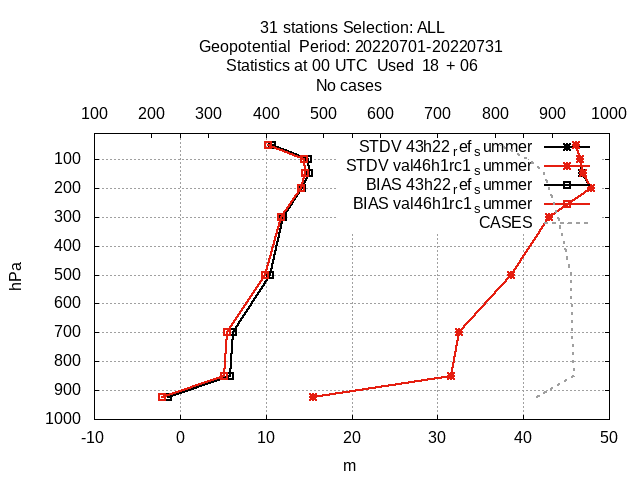 31 stations Selection: ALL
Geopotential Period: 20220701-20220731
Statistics at 00 UTC Used 18 + 06
No cases
100 200 300 400 500 600 700 800 900 1000
STDV 43h22_ref_summer
STDV val46h1rc1_summer
BIAS 43h22_ref_summer
BIAS val46h1rc1_summer
CASES
100
200
300
400
500
600
700
800
900
1000
hPa
-10 0 10 20 30 40 50
m